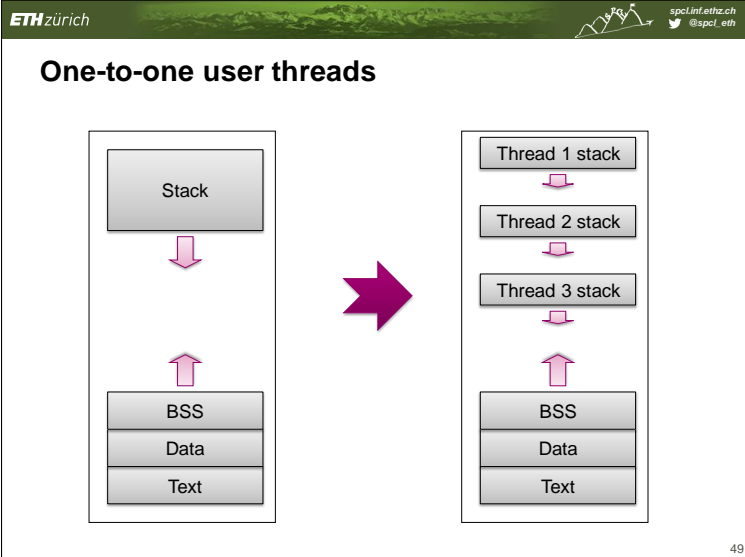 ETH zürich
spcl.inf.ethz.ch
@spcl_eth
One-to-one user threads
Stack
BSS
Data
Text
Thread 1 stack
Thread 2 stack
Thread 3 stack
BSS
Data
Text
49